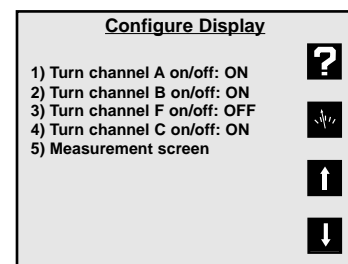 Configure Display
1) Turn channel A on/off: ON
2) Turn channel B on/off: ON
3) Turn channel F on/off: OFF
4) Turn channel C on/off: ON
5) Measurement screen
?